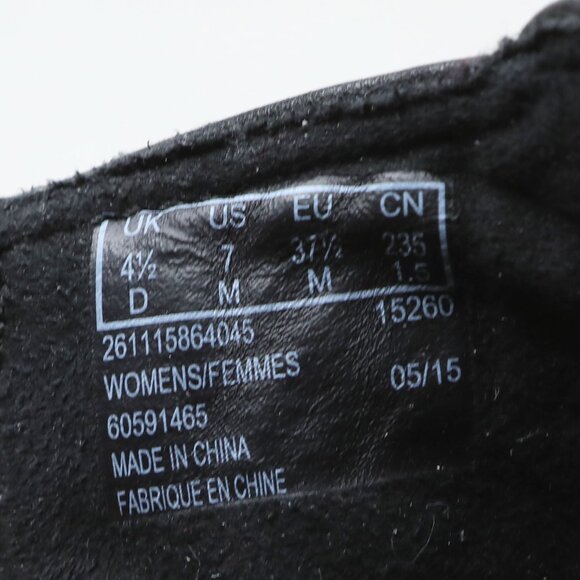 UK US EU CN
4½ 7 37½ 235
D M M 1.5
261115864045 15260
WOMENS/FEMMES 05/15
60591465
MADE IN CHINA
FABRIQUE EN CHINE